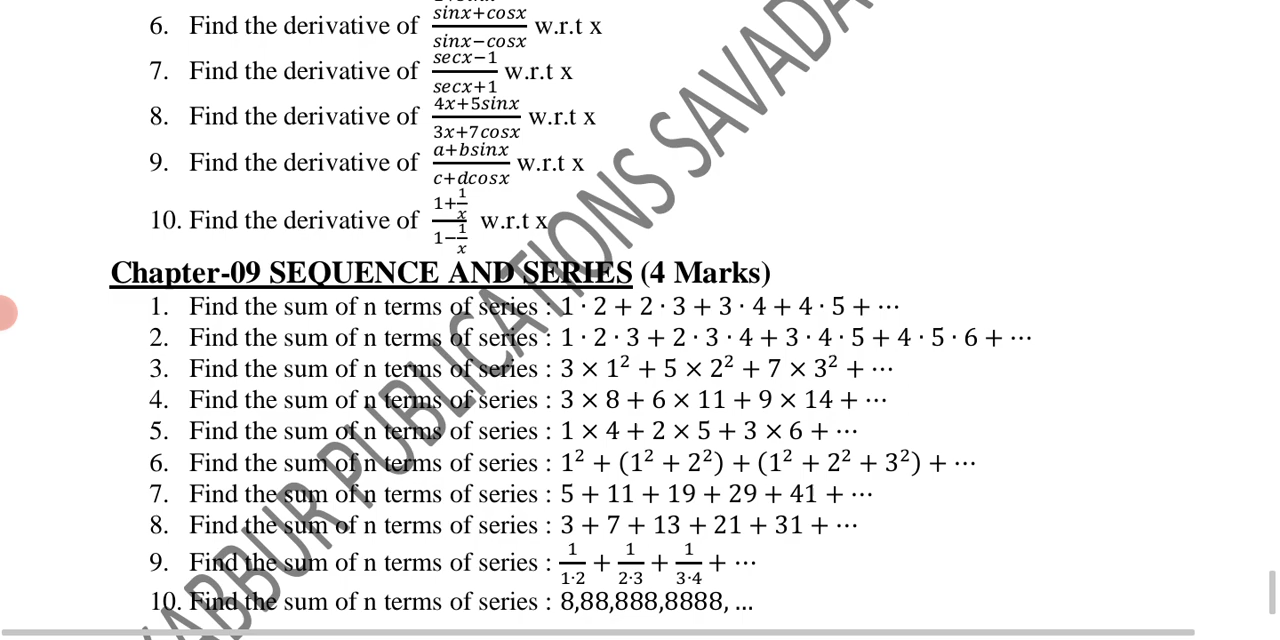 6. Find the derivative of (sinx+cosx)/(sinx−cosx) w.r.t x
7. Find the derivative of (secx−1)/(secx+1) w.r.t x
8. Find the derivative of (4x+5sinx)/(3x+7cosx) w.r.t x
9. Find the derivative of (a+bsinx)/(c+dcosx) w.r.t x
10. Find the derivative of (1+1/x)/(1−1/x) w.r.t x
Chapter-09 SEQUENCE AND SERIES (4 Marks)
1. Find the sum of n terms of series : 1 · 2 + 2 · 3 + 3 · 4 + 4 · 5 + ⋯
2. Find the sum of n terms of series : 1 · 2 · 3 + 2 · 3 · 4 + 3 · 4 · 5 + 4 · 5 · 6 + ⋯
3. Find the sum of n terms of series : 3 × 1² + 5 × 2² + 7 × 3² + ⋯
4. Find the sum of n terms of series : 3 × 8 + 6 × 11 + 9 × 14 + ⋯
5. Find the sum of n terms of series : 1 × 4 + 2 × 5 + 3 × 6 + ⋯
6. Find the sum of n terms of series : 1² + (1² + 2²) + (1² + 2² + 3²) + ⋯
7. Find the sum of n terms of series : 5 + 11 + 19 + 29 + 41 + ⋯
8. Find the sum of n terms of series : 3 + 7 + 13 + 21 + 31 + ⋯
9. Find the sum of n terms of series : 1/(1·2) + 1/(2·3) + 1/(3·4) + ⋯
10. Find the sum of n terms of series : 8,88,888,8888, ...
PUBLICATIONS